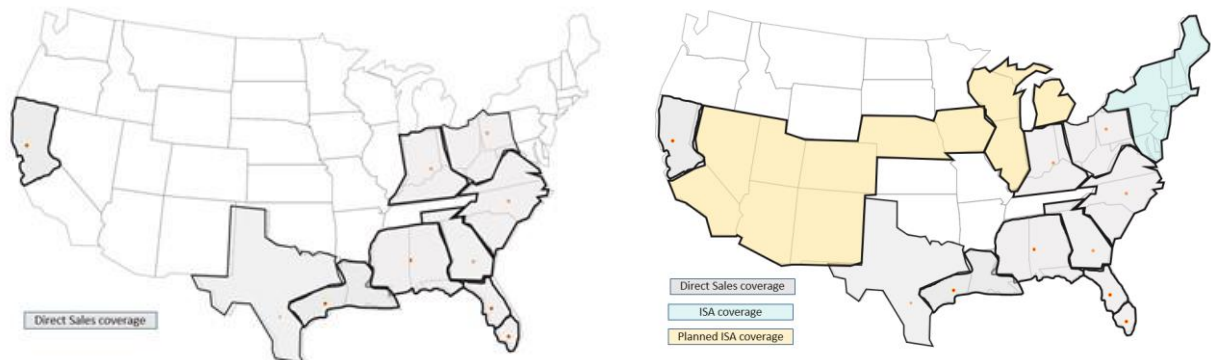 Direct Sales coverage
Direct Sales coverage
ISA coverage
Planned ISA coverage